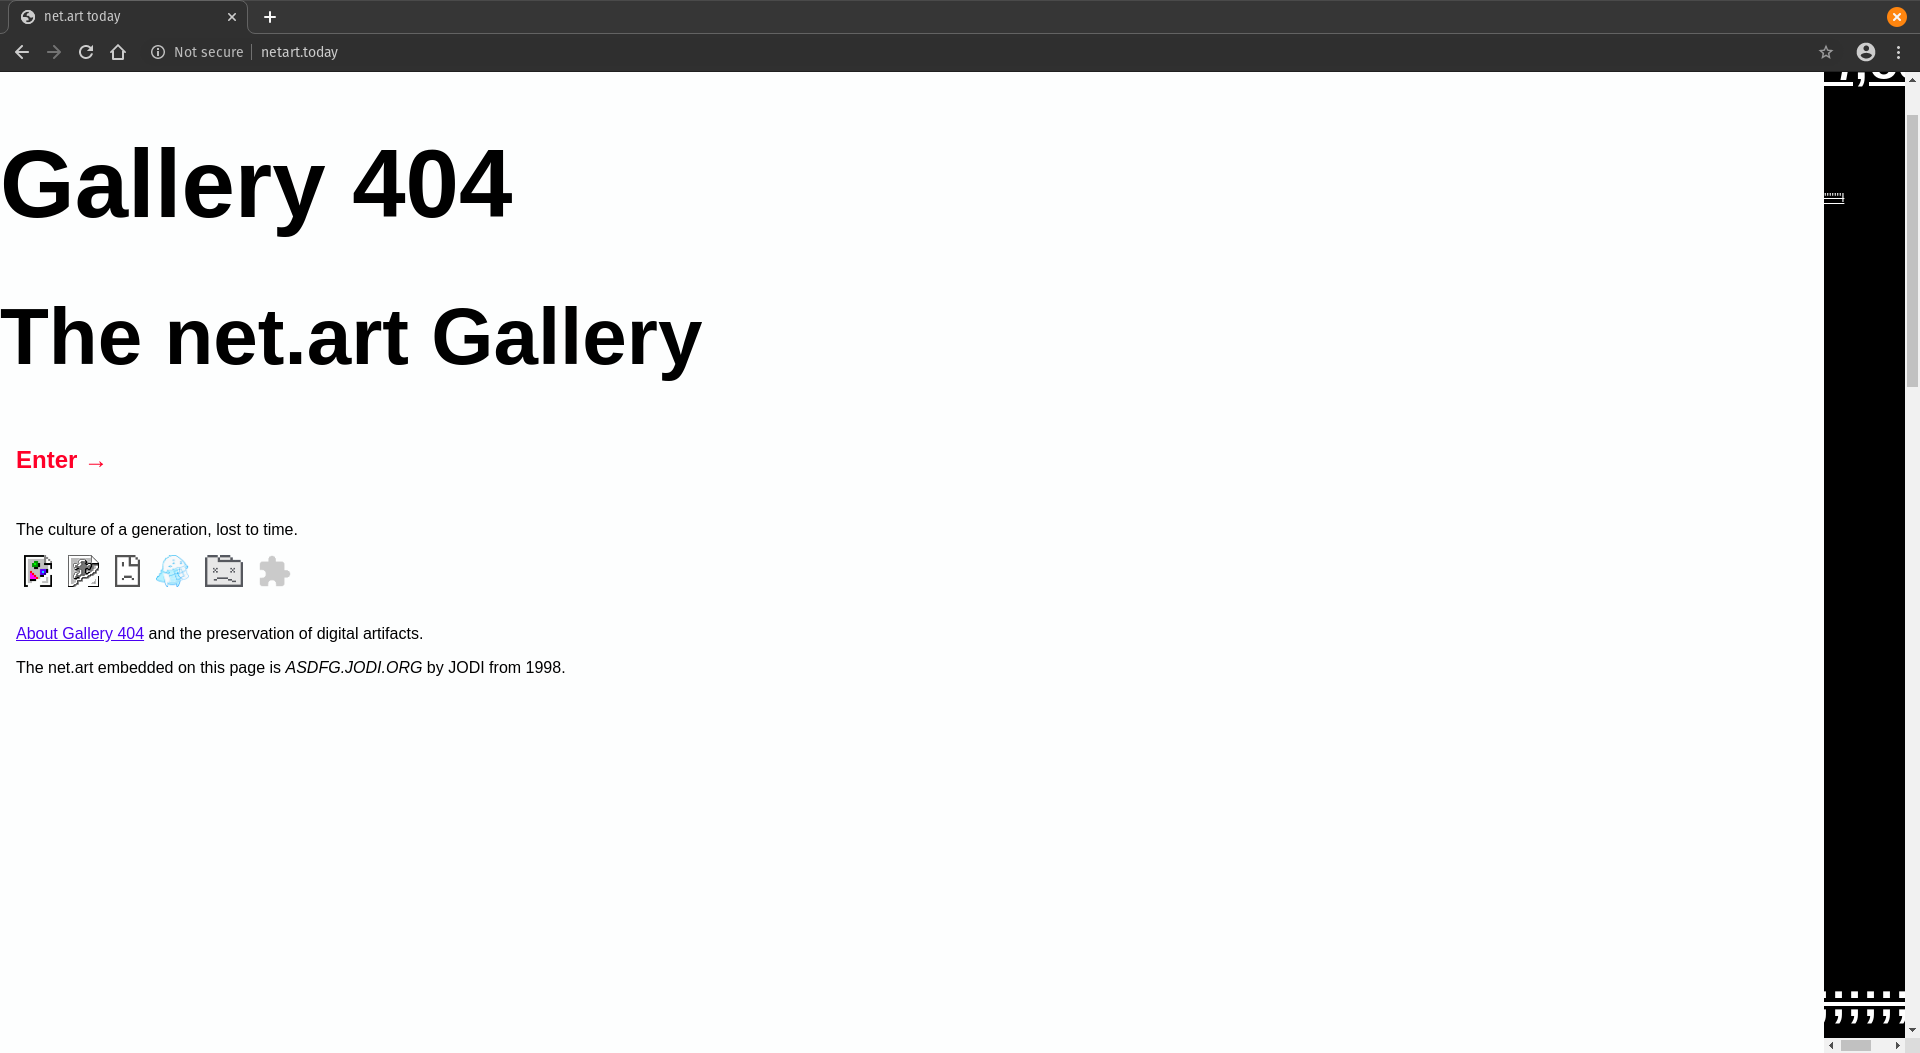 net.art today
Not secure
netart.today
Gallery 404
The net.art Gallery
Enter →
The culture of a generation, lost to time.
About Gallery 404 and the preservation of digital artifacts.
The net.art embedded on this page is ASDFG.JODI.ORG by JODI from 1998.